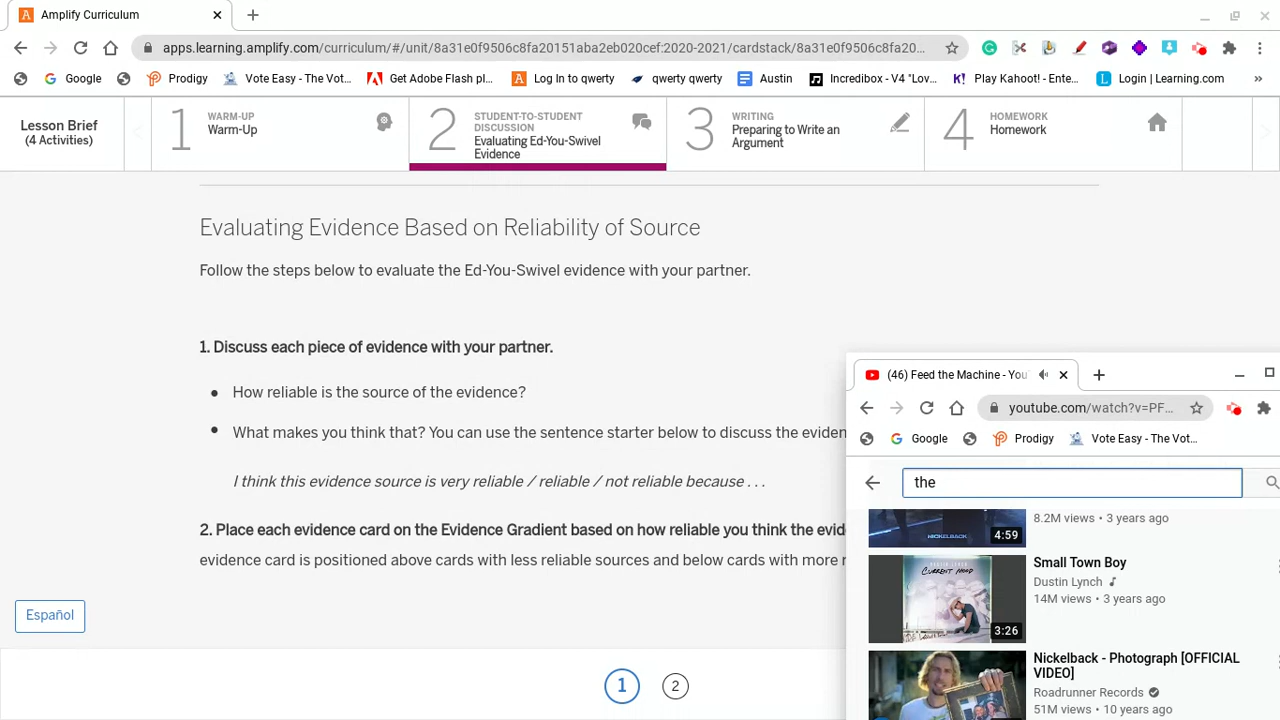 Amplify Curriculum
apps.learning.amplify.com/curriculum/#/unit/8a31e0f9506c8fa20151aba2eb020cef:2020-2021/cardstack/8a31e0f9506c8fa20...
Google
Prodigy
Vote Easy - The Vot...
Get Adobe Flash pl...
Log In to qwerty
qwerty qwerty
Austin
Incredibox - V4 "Lov...
Play Kahoot! - Ente...
Login | Learning.com
»
Lesson Brief
(4 Activities)
1
WARM-UP
Warm-Up
2
STUDENT-TO-STUDENT
DISCUSSION
Evaluating Ed-You-Swivel
Evidence
3
WRITING
Preparing to Write an
Argument
4
HOMEWORK
Homework
Evaluating Evidence Based on Reliability of Source
Follow the steps below to evaluate the Ed-You-Swivel evidence with your partner.
1. Discuss each piece of evidence with your partner.
• How reliable is the source of the evidence?
• What makes you think that? You can use the sentence starter below to discuss the eviden
I think this evidence source is very reliable / reliable / not reliable because . . .
2. Place each evidence card on the Evidence Gradient based on how reliable you think the evid
evidence card is positioned above cards with less reliable sources and below cards with more r
Español
1
2
(46) Feed the Machine - You
youtube.com/watch?v=PF...
Google
Prodigy
Vote Easy - The Vot...
the
NICKELBACK
4:59
8.2M views • 3 years ago
CURRENT MOOD
3:26
Small Town Boy
Dustin Lynch
14M views • 3 years ago
Nickelback - Photograph [OFFICIAL
VIDEO]
Roadrunner Records
51M views • 10 years ago